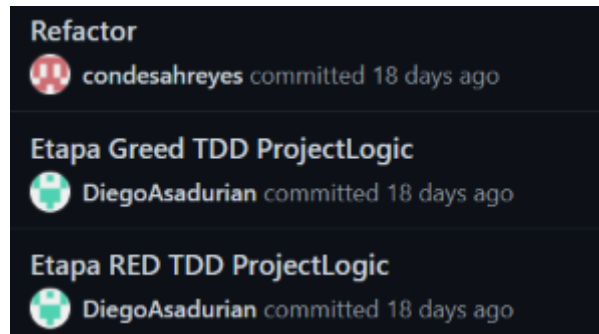 Refactor
condesahreyes committed 18 days ago
Etapa Greed TDD ProjectLogic
DiegoAsadurian committed 18 days ago
Etapa RED TDD ProjectLogic
DiegoAsadurian committed 18 days ago